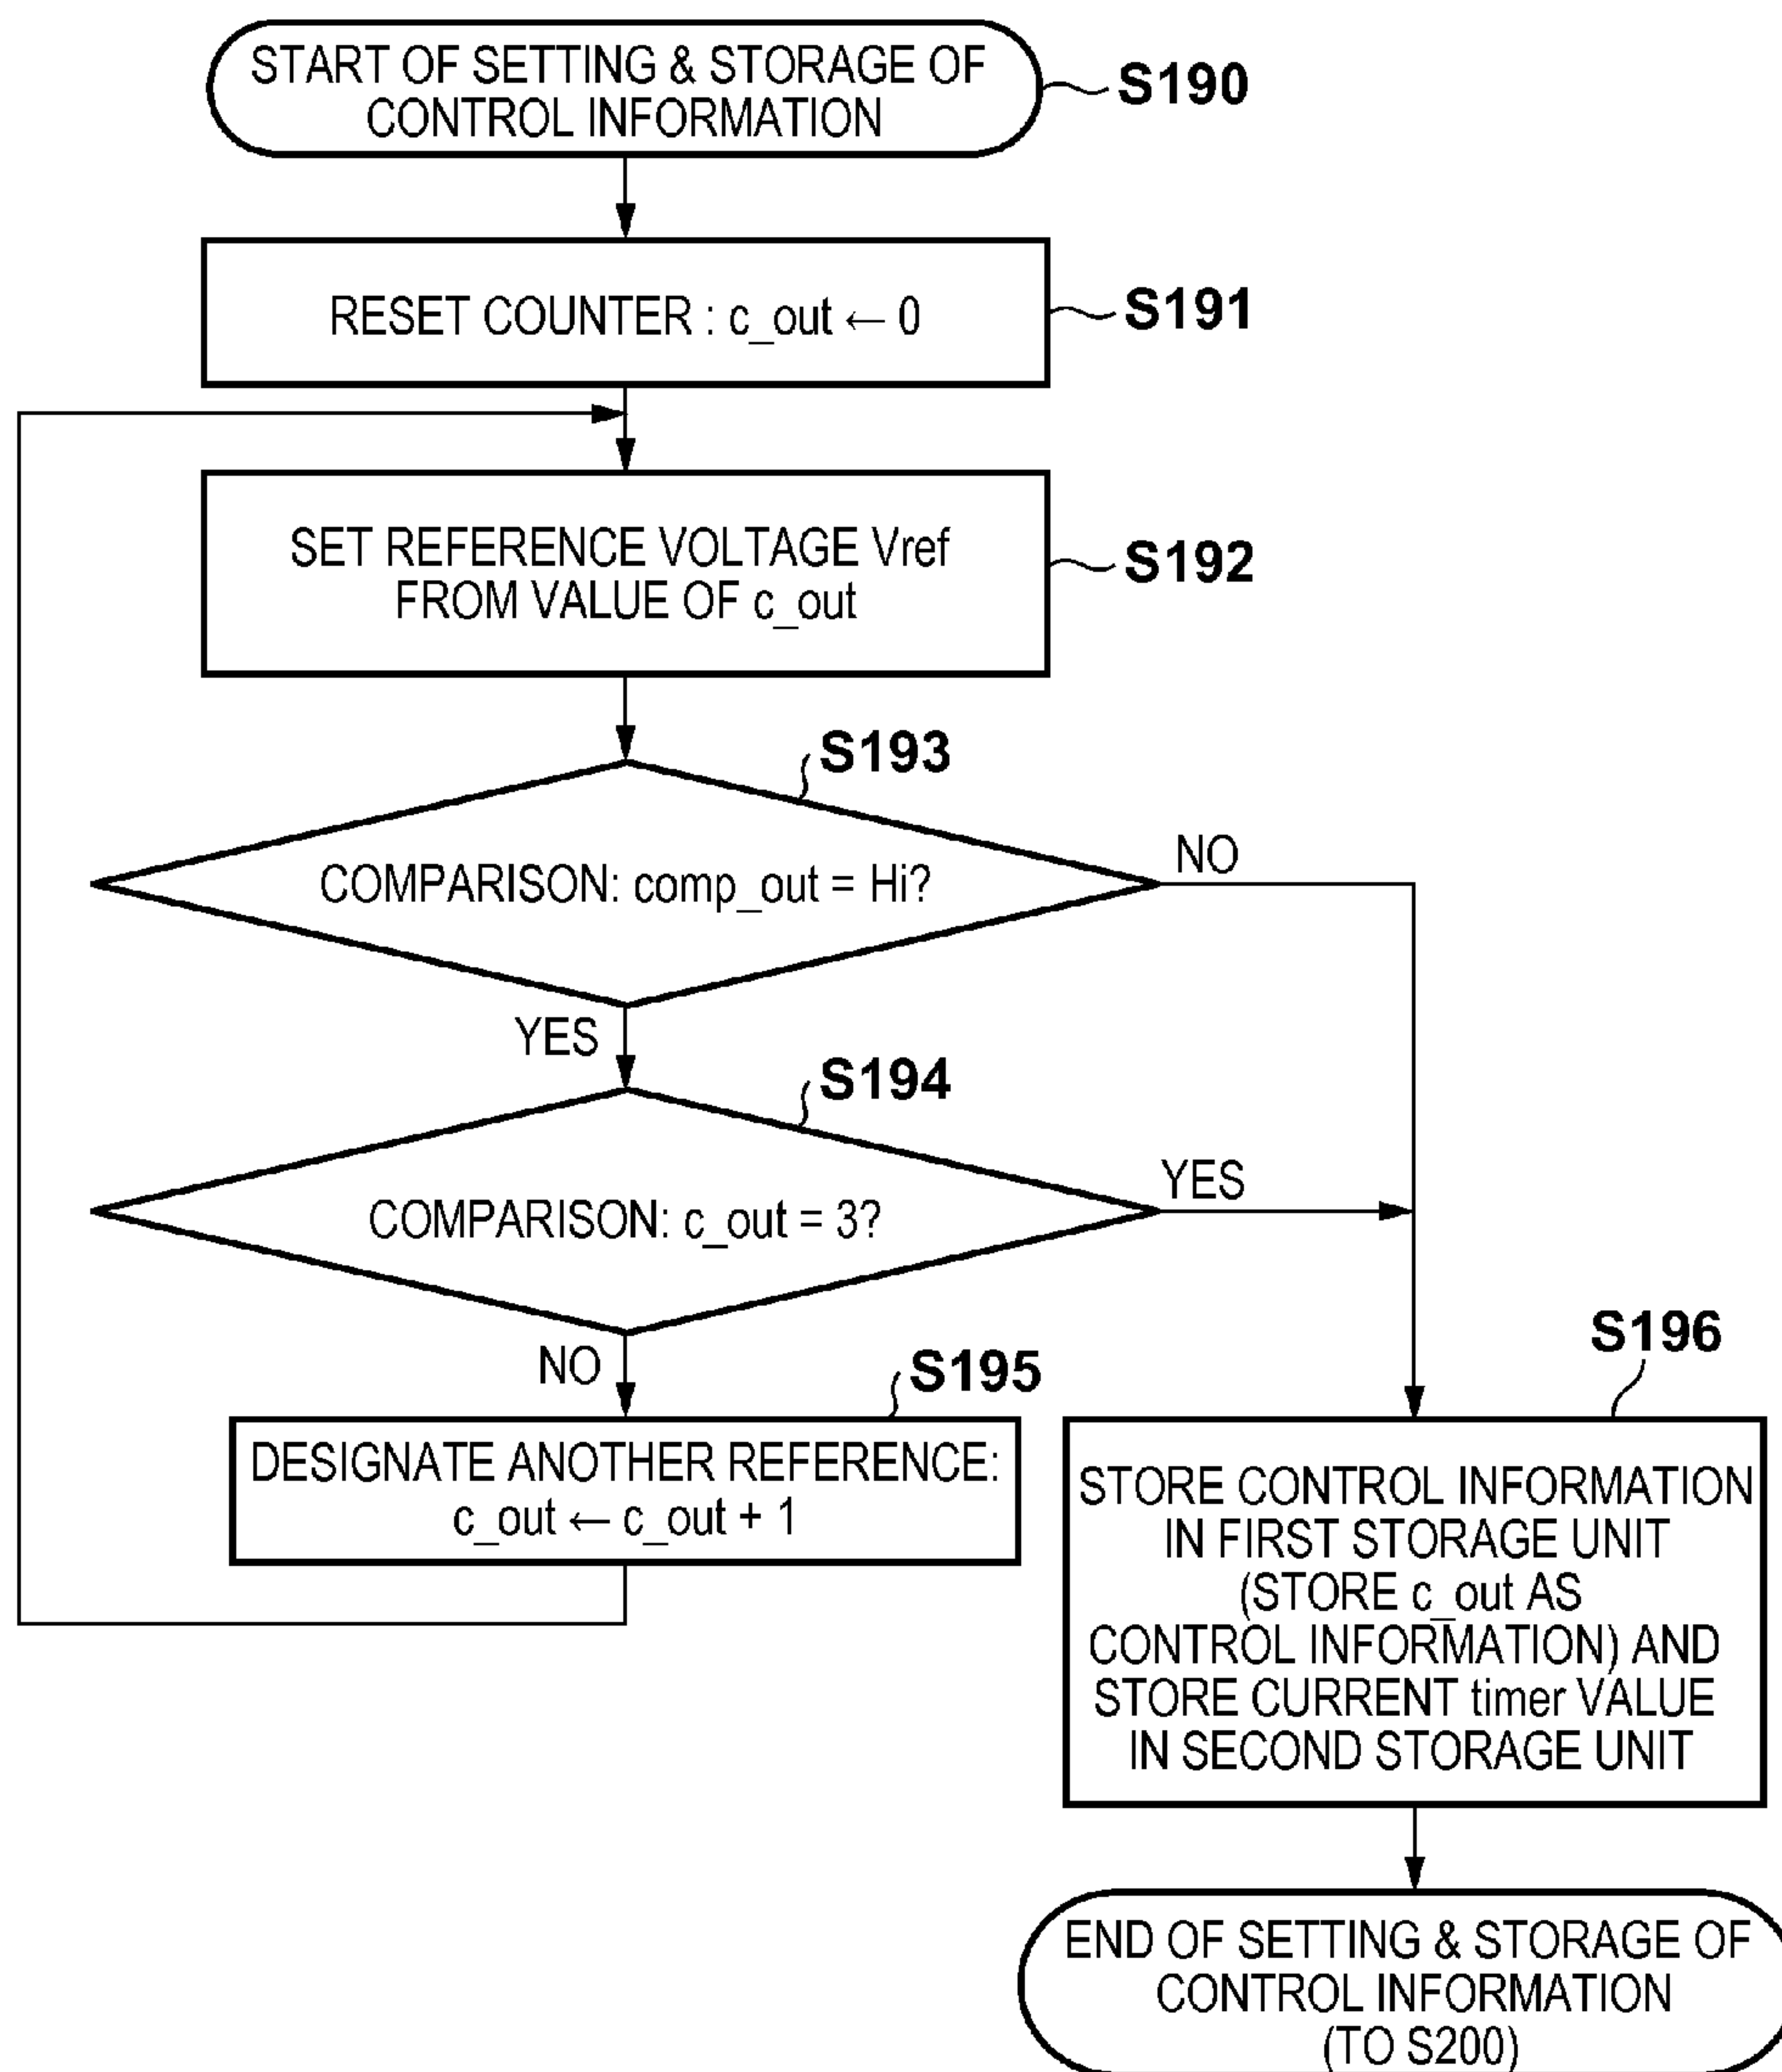 START OF SETTING & STORAGE OF
CONTROL INFORMATION
S190
RESET COUNTER : c_out ← 0
S191
SET REFERENCE VOLTAGE Vref
FROM VALUE OF c_out
S192
S193
COMPARISON: comp_out = Hi?
NO
YES
S194
COMPARISON: c_out = 3?
YES
NO
S195
DESIGNATE ANOTHER REFERENCE:
c_out ← c_out + 1
S196
STORE CONTROL INFORMATION
IN FIRST STORAGE UNIT
(STORE c_out AS
CONTROL INFORMATION) AND
STORE CURRENT timer VALUE
IN SECOND STORAGE UNIT
END OF SETTING & STORAGE OF
CONTROL INFORMATION
(TO S200)